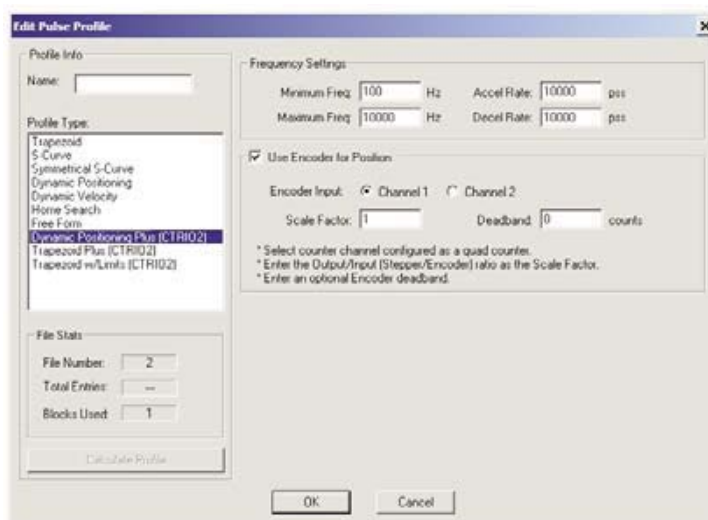 Edit Pulse Profile
Profile Info
Name:
Profile Type:
Trapezoid
S-Curve
Symmetrical S-Curve
Dynamic Positioning
Dynamic Velocity
Home Search
Free Form
Dynamic Positioning Plus (CTRIO2)
Trapezoid Plus (CTRIO2)
Trapezoid w/Limits (CTRIO2)
File Stats
File Number: 2
Total Entries: --
Blocks Used: 1
Calculate Profile
Frequency Settings
Minimum Freq: 100 Hz Accel Rate: 10000 pss
Maximum Freq: 10000 Hz Decel Rate: 10000 pss
Use Encoder for Position
Encoder Input: Channel 1 Channel 2
Scale Factor: 1 Deadband: 0 counts
* Select counter channel configured as a quad counter.
* Enter the Output/Input (Stepper/Encoder) ratio as the Scale Factor.
* Enter an optional Encoder deadband.
OK Cancel